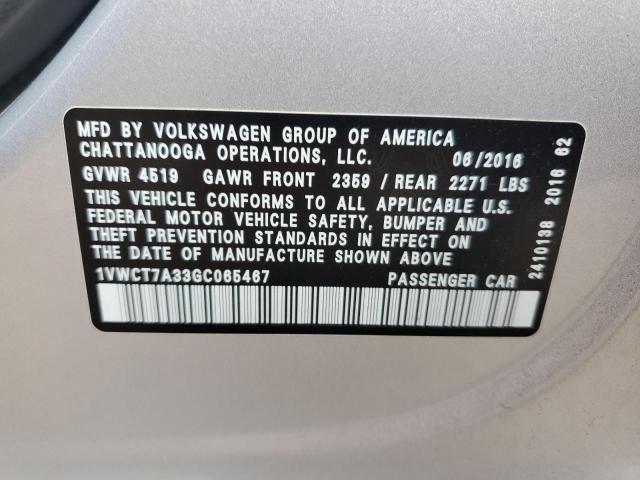 MFD BY VOLKSWAGEN GROUP OF AMERICA
CHATTANOOGA OPERATIONS, LLC. 06/2016
GVWR 4519 GAWR FRONT 2359 / REAR 2271 LBS
THIS VEHICLE CONFORMS TO ALL APPLICABLE U.S.
FEDERAL MOTOR VEHICLE SAFETY, BUMPER AND
THEFT PREVENTION STANDARDS IN EFFECT ON
THE DATE OF MANUFACTURE SHOWN ABOVE
1VWCT7A33GC065467 PASSENGER CAR
2410138 2016 62